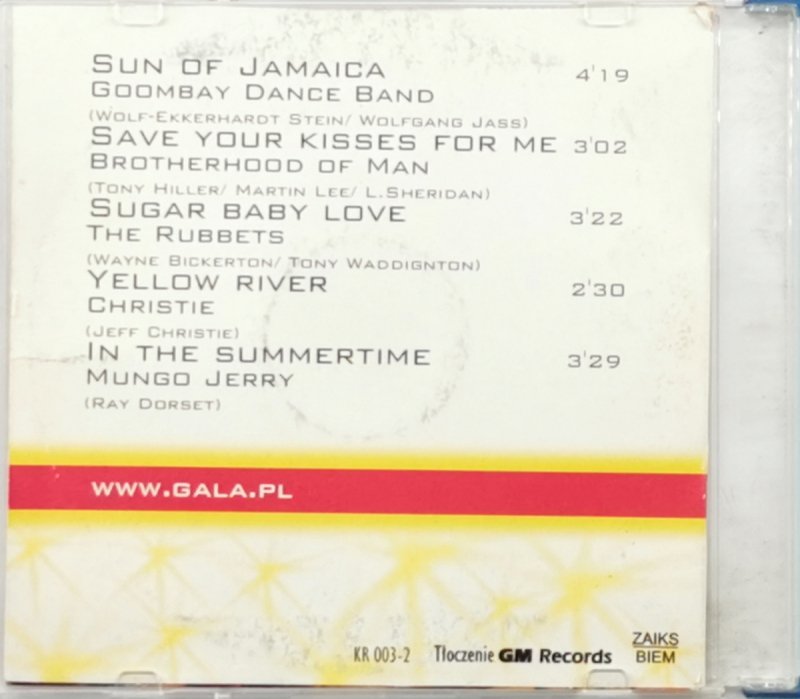 SUN OF JAMAICA 4'19
GOOMBAY DANCE BAND
(WOLF-EKKERHARDT STEIN/ WOLFGANG JASS)
SAVE YOUR KISSES FOR ME 3'02
BROTHERHOOD OF MAN
(TONY HILLER/ MARTIN LEE/ L.SHERIDAN)
SUGAR BABY LOVE 3'22
THE RUBBETS
(WAYNE BICKERTON/ TONY WADDIGNTON)
YELLOW RIVER 2'30
CHRISTIE
(JEFF CHRISTIE)
IN THE SUMMERTIME 3'29
MUNGO JERRY
(RAY DORSET)
WWW.GALA.PL
KR 003-2 Tłoczenie GM Records ZAIKS
BIEM